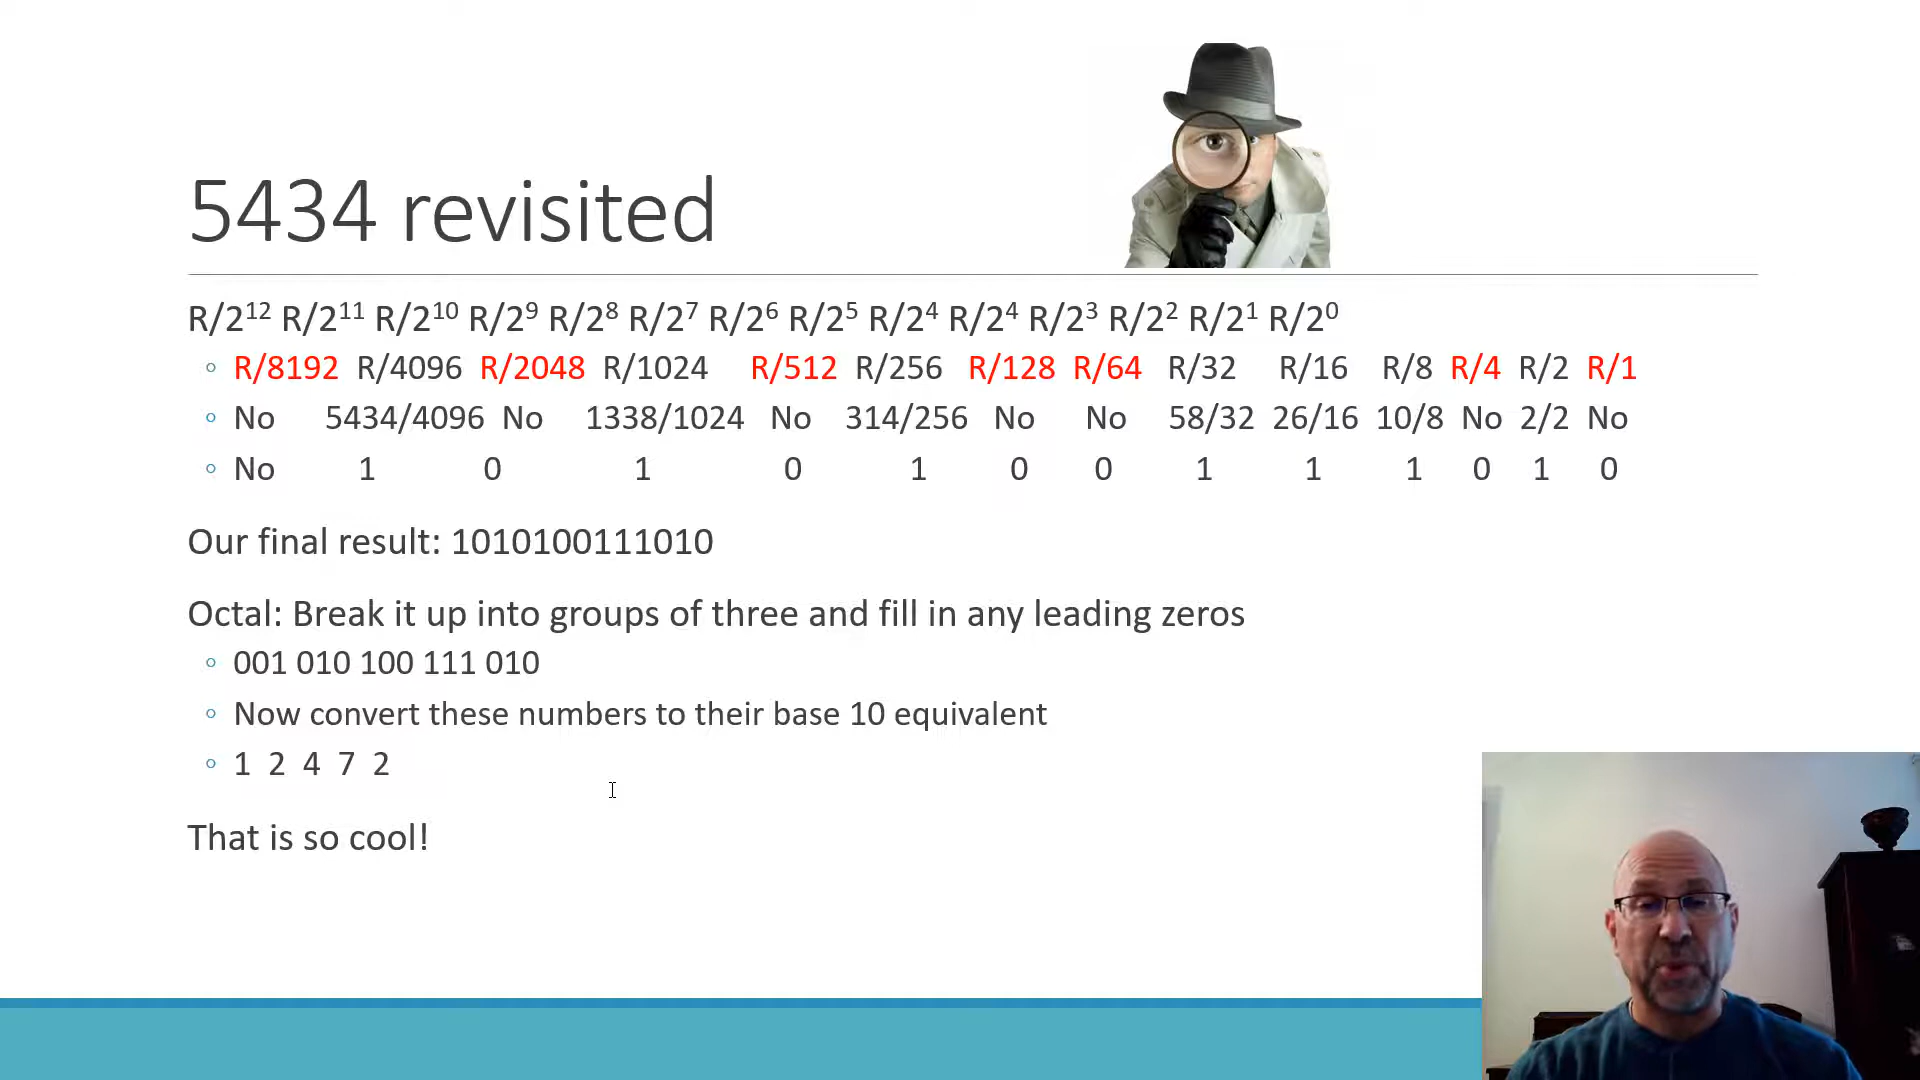 5434 revisited
R/2¹² R/2¹¹ R/2¹⁰ R/2⁹ R/2⁸ R/2⁷ R/2⁶ R/2⁵ R/2⁴ R/2⁴ R/2³ R/2² R/2¹ R/2⁰
◦ R/8192 R/4096 R/2048 R/1024 R/512 R/256 R/128 R/64 R/32 R/16 R/8 R/4 R/2 R/1
◦ No 5434/4096 No 1338/1024 No 314/256 No No 58/32 26/16 10/8 No 2/2 No
◦ No 1 0 1 0 1 0 0 1 1 1 0 1 0
Our final result: 1010100111010
Octal: Break it up into groups of three and fill in any leading zeros
◦ 001 010 100 111 010
◦ Now convert these numbers to their base 10 equivalent
◦ 1 2 4 7 2
That is so cool!